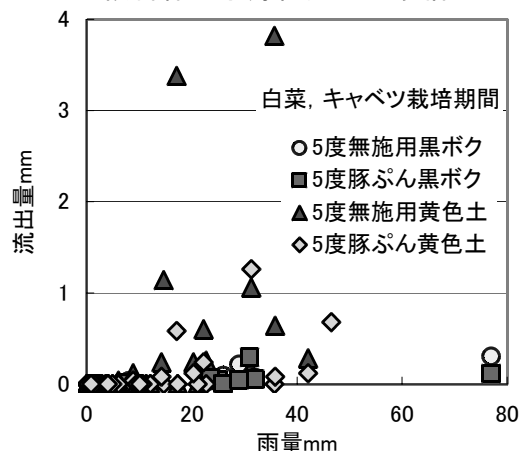 4
3
2
1
0
流出量mm
白菜，キャベツ栽培期間
5度無施用黒ボク
5度豚ぷん黒ボク
5度無施用黄色土
5度豚ぷん黄色土
0 20 40 60 80
雨量mm